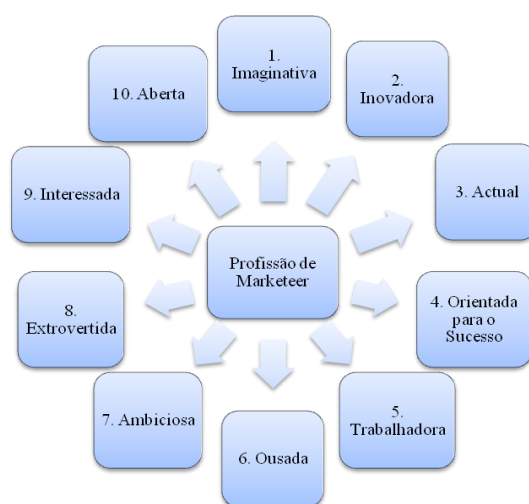 1.
Imaginativa
2.
Inovadora
3. Actual
4. Orientada
para o
Sucesso
5.
Trabalhadora
6. Ousada
7. Ambiciosa
8.
Extrovertida
9. Interessada
10. Aberta
Profissão de
Marketeer